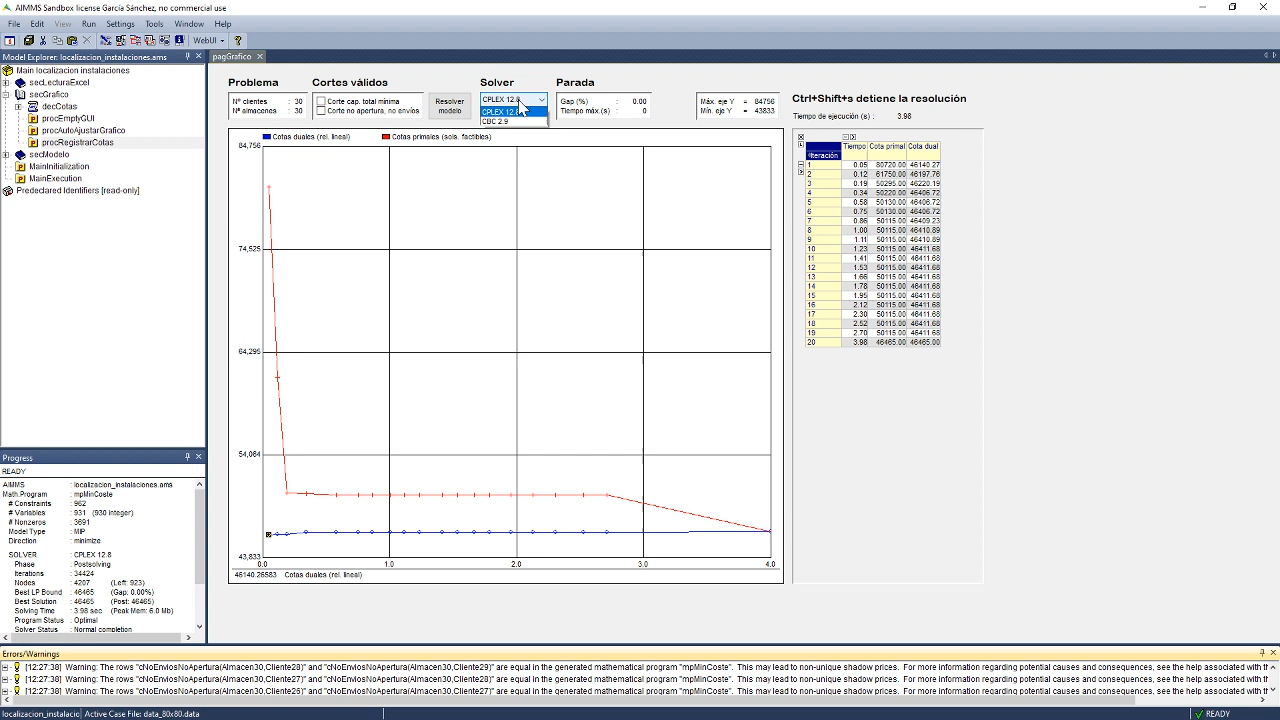 AIMMS Sandbox license García Sánchez, no commercial use
File Edit View Run Settings Tools Window Help
WebUI
Model Explorer: localizacion_instalaciones.ams
pagGrafico
Main localizacion instalaciones
secLecturaExcel
secGrafico
decCotas
procEmptyGUI
procAutoAjustarGrafico
procRegistrarCotas
secModelo
MainInitialization
MainExecution
Predeclared Identifiers [read-only]
Problema
Nº clientes : 30
Nº almacenes : 30
Cortes válidos
Corte cap. total mínima
Corte no apertura, no envíos
Resolver
modelo
Solver
CPLEX 12.8
CPLEX 12.8
CBC 2.9
Parada
Gap (%) : 0.00
Tiempo máx.(s) : 0
Máx. eje Y = 84756
Mín. eje Y = 43833
Ctrl+Shift+s detiene la resolución
Tiempo de ejecución (s) : 3.98
Cotas duales (rel. lineal) Cotas primales (sols. factibles)
84,756
74,525
64,295
54,064
43,833
0.0 1.0 2.0 3.0 4.0
46140.26583 Cotas duales (rel. lineal)
Tiempo Cota primal Cota dual
%Iteración
1 0.05 80720.00 46140.27
2 0.12 61750.00 46197.76
3 0.19 50295.00 46220.19
4 0.34 50220.00 46406.72
5 0.58 50130.00 46406.72
6 0.75 50130.00 46406.72
7 0.86 50115.00 46409.23
8 1.00 50115.00 46410.89
9 1.11 50115.00 46410.89
10 1.23 50115.00 46411.68
11 1.41 50115.00 46411.68
12 1.53 50115.00 46411.68
13 1.66 50115.00 46411.68
14 1.78 50115.00 46411.68
15 1.95 50115.00 46411.68
16 2.12 50115.00 46411.68
17 2.30 50115.00 46411.68
18 2.52 50115.00 46411.68
19 2.70 50115.00 46411.68
20 3.98 46465.00 46465.00
Progress
READY
AIMMS : localizacion_instalaciones.ams
Math.Program : mpMinCoste
# Constraints : 962
# Variables : 931 (930 integer)
# Nonzeros : 3691
Model Type : MIP
Direction : minimize
SOLVER : CPLEX 12.8
Phase : Postsolving
Iterations : 34424
Nodes : 4207 (Left: 923)
Best LP Bound : 46465 (Gap: 0.00%)
Best Solution : 46465 (Post: 46465)
Solving Time : 3.98 sec (Peak Mem: 6.0 Mb)
Program Status : Optimal
Solver Status : Normal completion
Errors/Warnings
[12:27:38] Warning: The rows "cNoEnviosNoApertura(Almacen30,Cliente28)" and "cNoEnviosNoApertura(Almacen30,Cliente29)" are equal in the generated mathematical program "mpMinCoste". This may lead to non-unique shadow prices. For more information regarding potential causes and consequences, see the help associated with th
[12:27:38] Warning: The rows "cNoEnviosNoApertura(Almacen30,Cliente27)" and "cNoEnviosNoApertura(Almacen30,Cliente28)" are equal in the generated mathematical program "mpMinCoste". This may lead to non-unique shadow prices. For more information regarding potential causes and consequences, see the help associated with th
[12:27:38] Warning: The rows "cNoEnviosNoApertura(Almacen30,Cliente25)" and "cNoEnviosNoApertura(Almacen30,Cliente27)" are equal in the generated mathematical program "mpMinCoste". This may lead to non-unique shadow prices. For more information regarding potential causes and consequences, see the help associated with th
localizacion_instalacio Active Case File: data_80x80.data READY